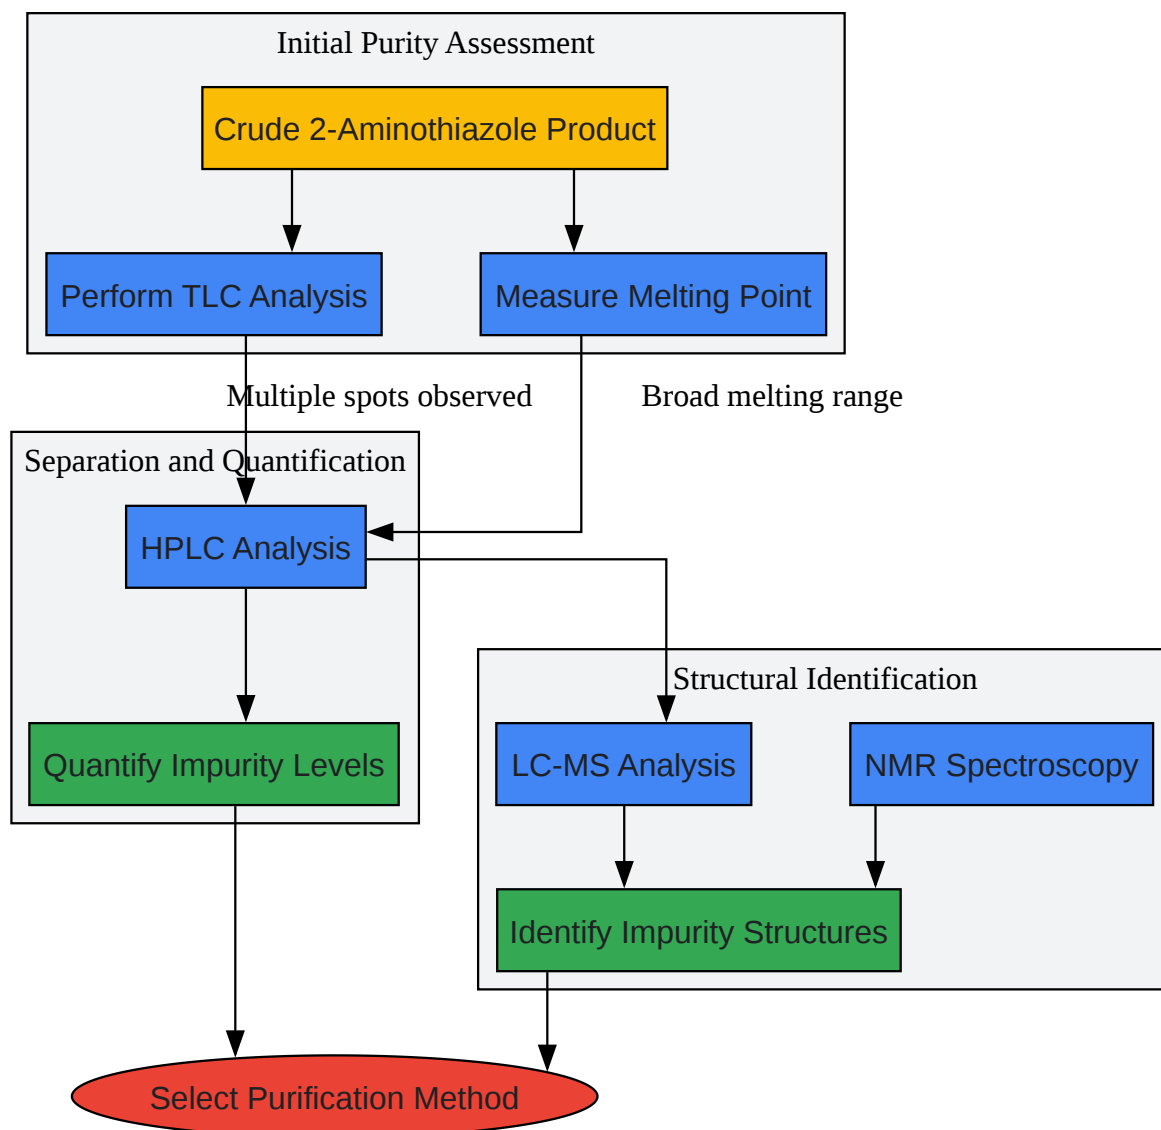 Initial Purity Assessment
Crude 2-Aminothiazole Product
Perform TLC Analysis
Measure Melting Point
Multiple spots observed
Broad melting range
Separation and Quantification
HPLC Analysis
Structural Identification
Quantify Impurity Levels
LC-MS Analysis
NMR Spectroscopy
Identify Impurity Structures
Select Purification Method